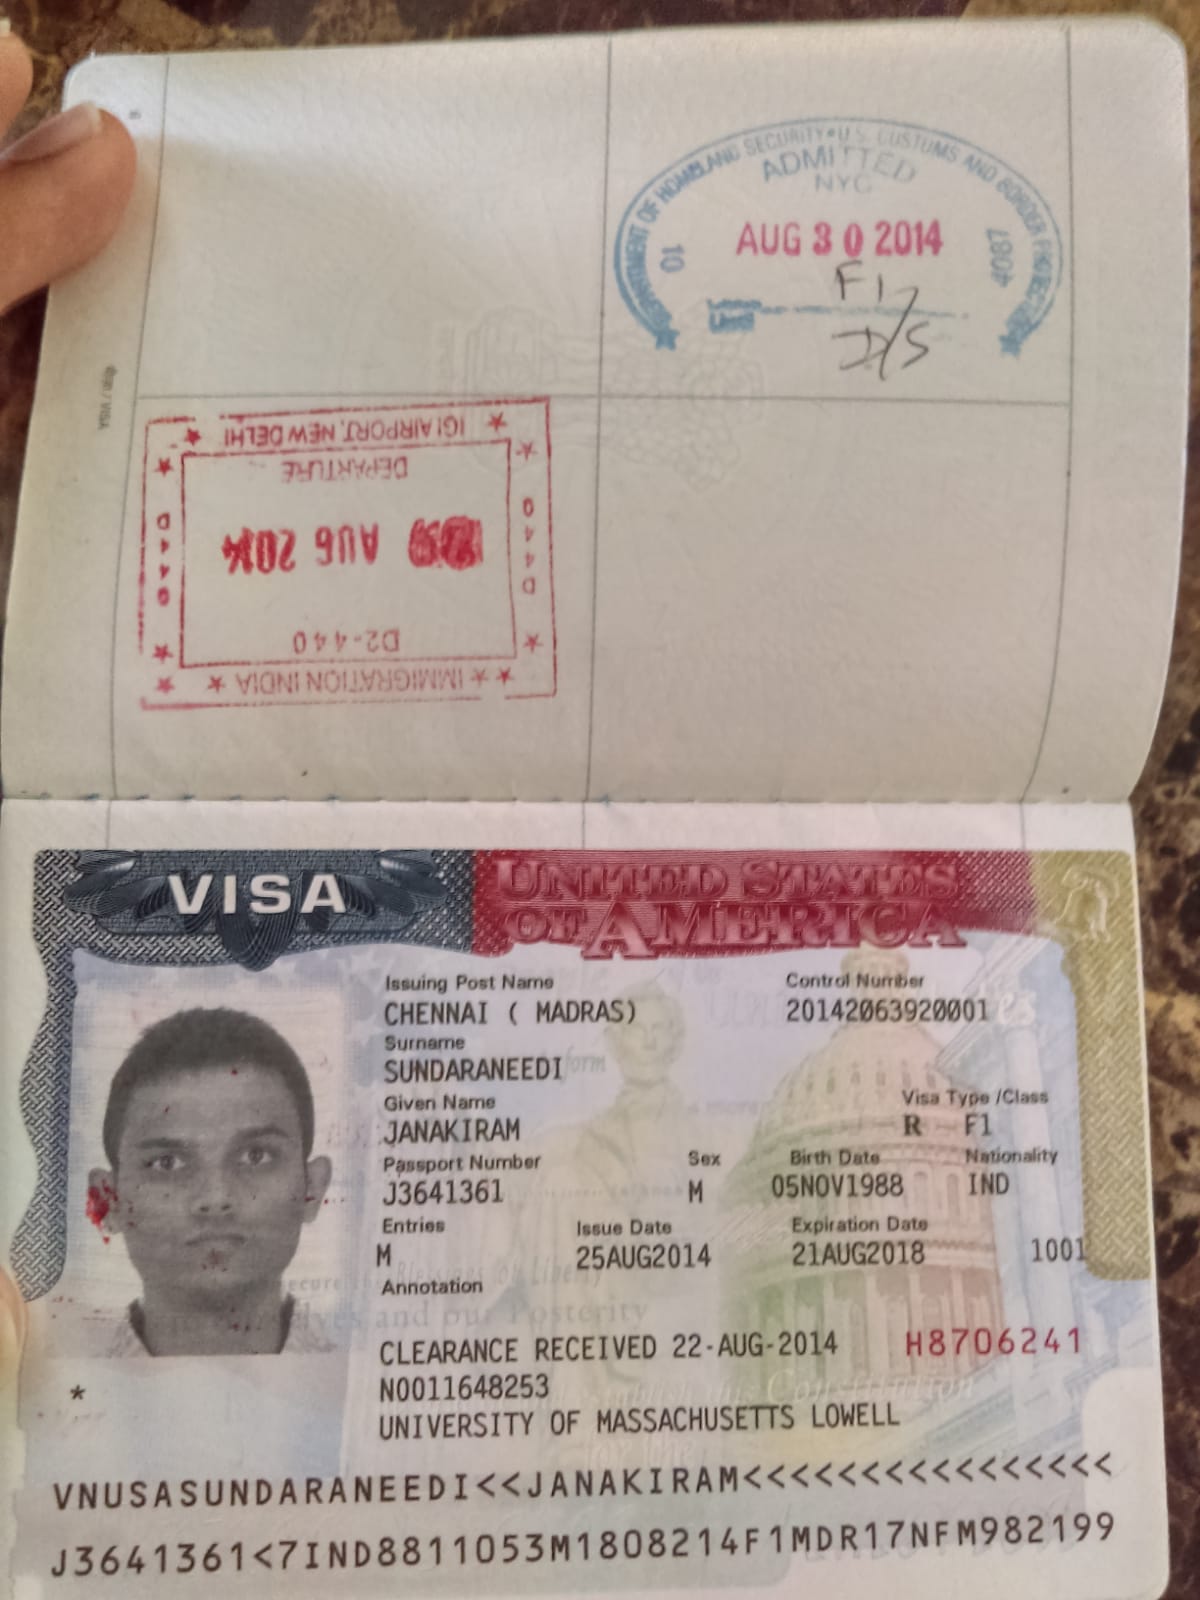 DEPARTMENT OF HOMELAND SECURITY • U.S. CUSTOMS AND BORDER PROTECTION
ADMITTED
NYC
10 AUG 30 2014 4087
F1
D/S
IMMIGRATION INDIA
D2-440
D440 AUG 2014 D440
DEPARTURE
IGI AIRPORT, NEW DELHI
VISA UNITED STATES OF AMERICA
Issuing Post Name Control Number
CHENNAI ( MADRAS) 20142063920001
Surname
SUNDARANEEDI
Given Name Visa Type /Class
JANAKIRAM R F1
Passport Number Sex Birth Date Nationality
J3641361 M 05NOV1988 IND
Entries Issue Date Expiration Date
M 25AUG2014 21AUG2018 1001
Annotation
CLEARANCE RECEIVED 22-AUG-2014 H8706241
* N0011648253
UNIVERSITY OF MASSACHUSETTS LOWELL
VNUSASUNDARANEEDI<<JANAKIRAM<<<<<<<<<<<<<<<<
J3641361<7IND8811053M1808214F1MDR17NFM982199